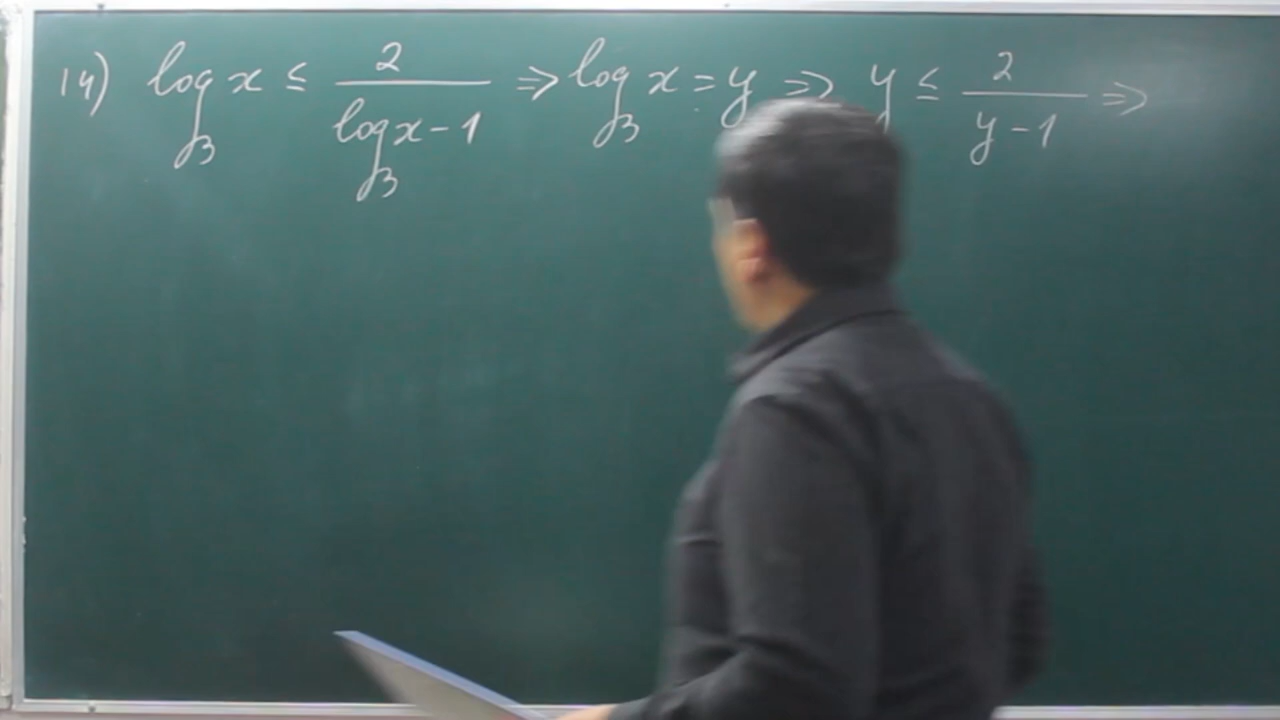 14) log₃ x ≤ 2/(log₃ x - 1) ⇒ log₃ x = y ⇒ y ≤ 2/(y - 1) ⇒